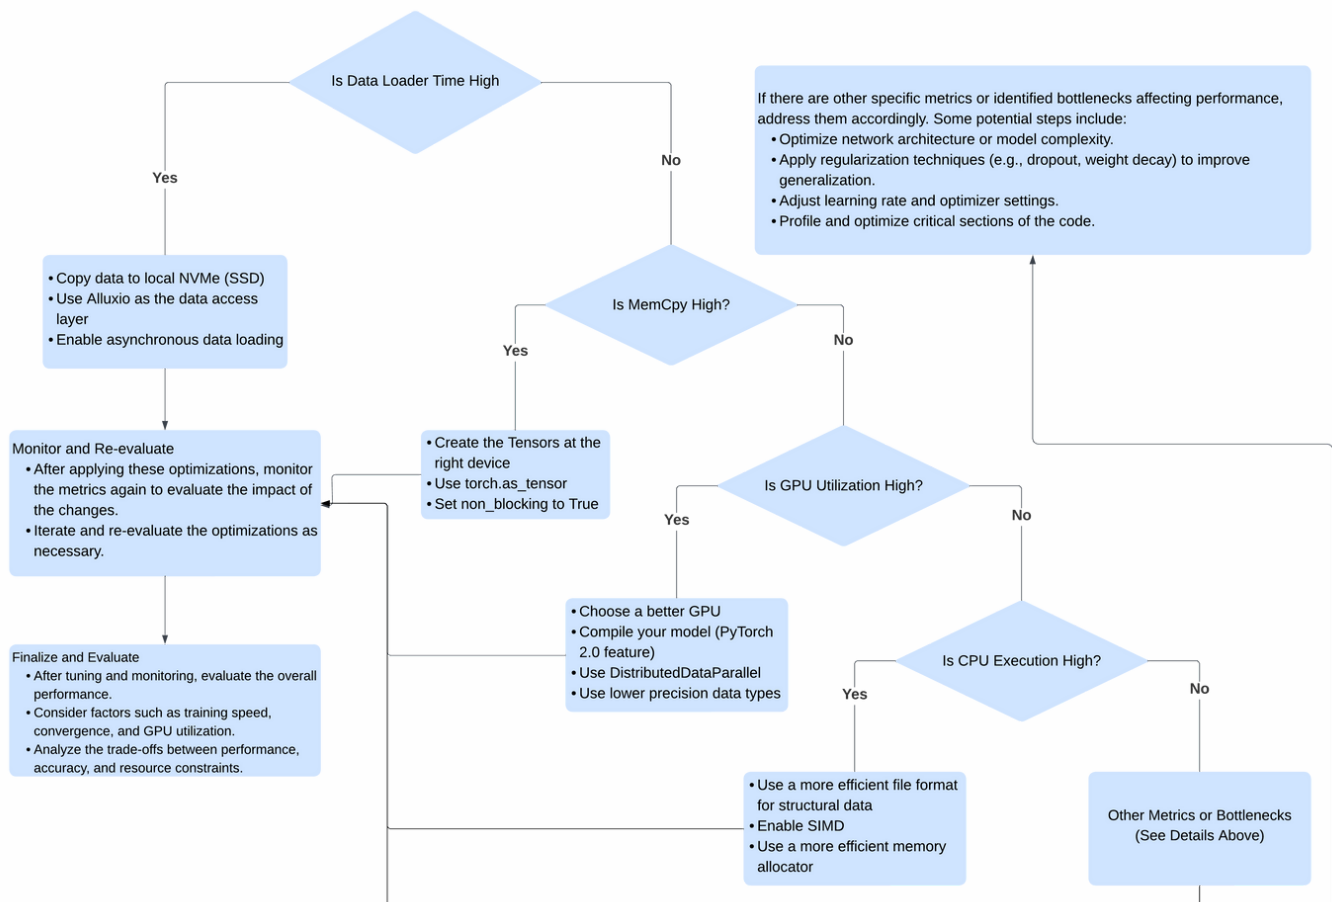 Is Data Loader Time High
Yes
No
If there are other specific metrics or identified bottlenecks affecting performance,
address them accordingly. Some potential steps include:
• Optimize network architecture or model complexity.
• Apply regularization techniques (e.g., dropout, weight decay) to improve
generalization.
• Adjust learning rate and optimizer settings.
• Profile and optimize critical sections of the code.
• Copy data to local NVMe (SSD)
• Use Alluxio as the data access
layer
• Enable asynchronous data loading
Is MemCpy High?
Yes
No
Monitor and Re-evaluate
• After applying these optimizations, monitor
the metrics again to evaluate the impact of
the changes.
• Iterate and re-evaluate the optimizations as
necessary.
• Create the Tensors at the
right device
• Use torch.as_tensor
• Set non_blocking to True
Is GPU Utilization High?
Yes
No
Finalize and Evaluate
• After tuning and monitoring, evaluate the overall
performance.
• Consider factors such as training speed,
convergence, and GPU utilization.
• Analyze the trade-offs between performance,
accuracy, and resource constraints.
• Choose a better GPU
• Compile your model (PyTorch
2.0 feature)
• Use DistributedDataParallel
• Use lower precision data types
Is CPU Execution High?
Yes
No
• Use a more efficient file format
for structural data
• Enable SIMD
• Use a more efficient memory
allocator
Other Metrics or Bottlenecks
(See Details Above)